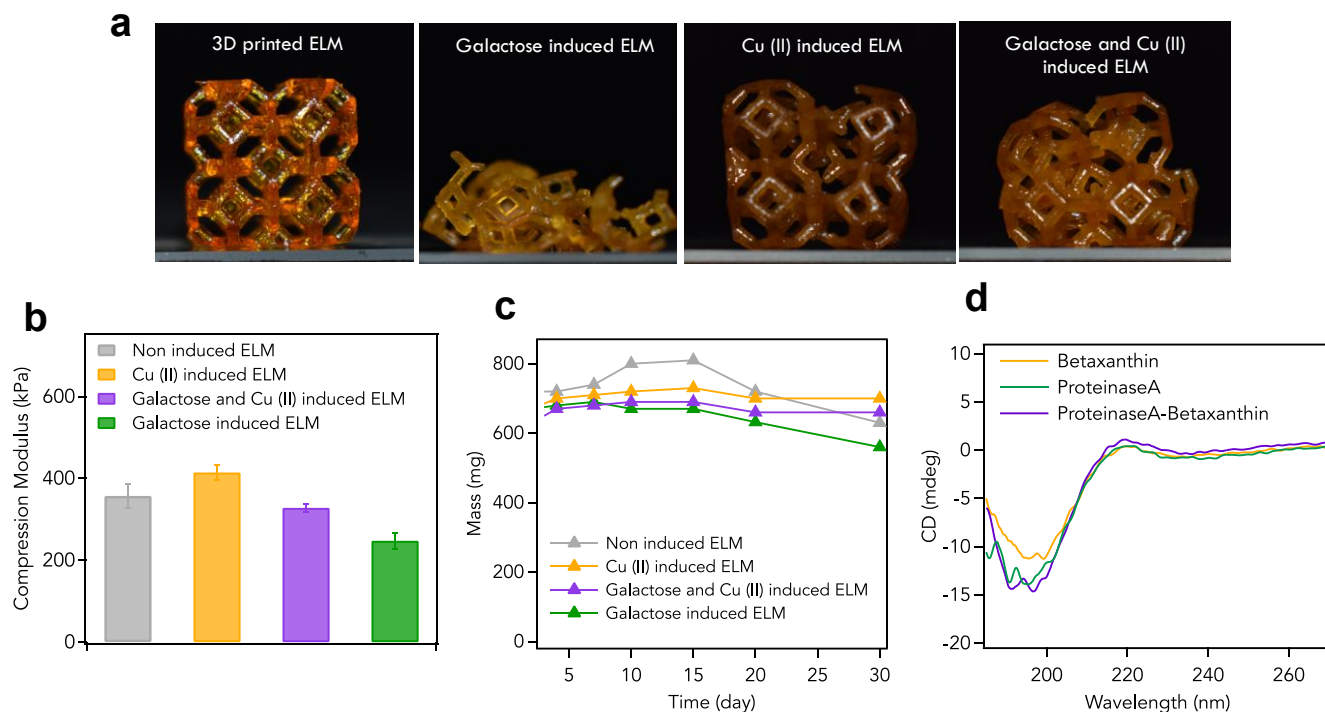 a
3D printed ELM
Galactose induced ELM
Cu (II) induced ELM
Galactose and Cu (II)
induced ELM
b
Compression Modulus (kPa)
600
400
200
0
Non induced ELM
Cu (II) induced ELM
Galactose and Cu (II) induced ELM
Galactose induced ELM
c
Mass (mg)
800
600
400
200
0
Non induced ELM
Cu (II) induced ELM
Galactose and Cu (II) induced ELM
Galactose induced ELM
5 10 15 20 25 30
Time (day)
d
CD (mdeg)
10
5
0
-5
-10
-15
-20
Betaxanthin
ProteinaseA
ProteinaseA-Betaxanthin
200 220 240 260
Wavelength (nm)